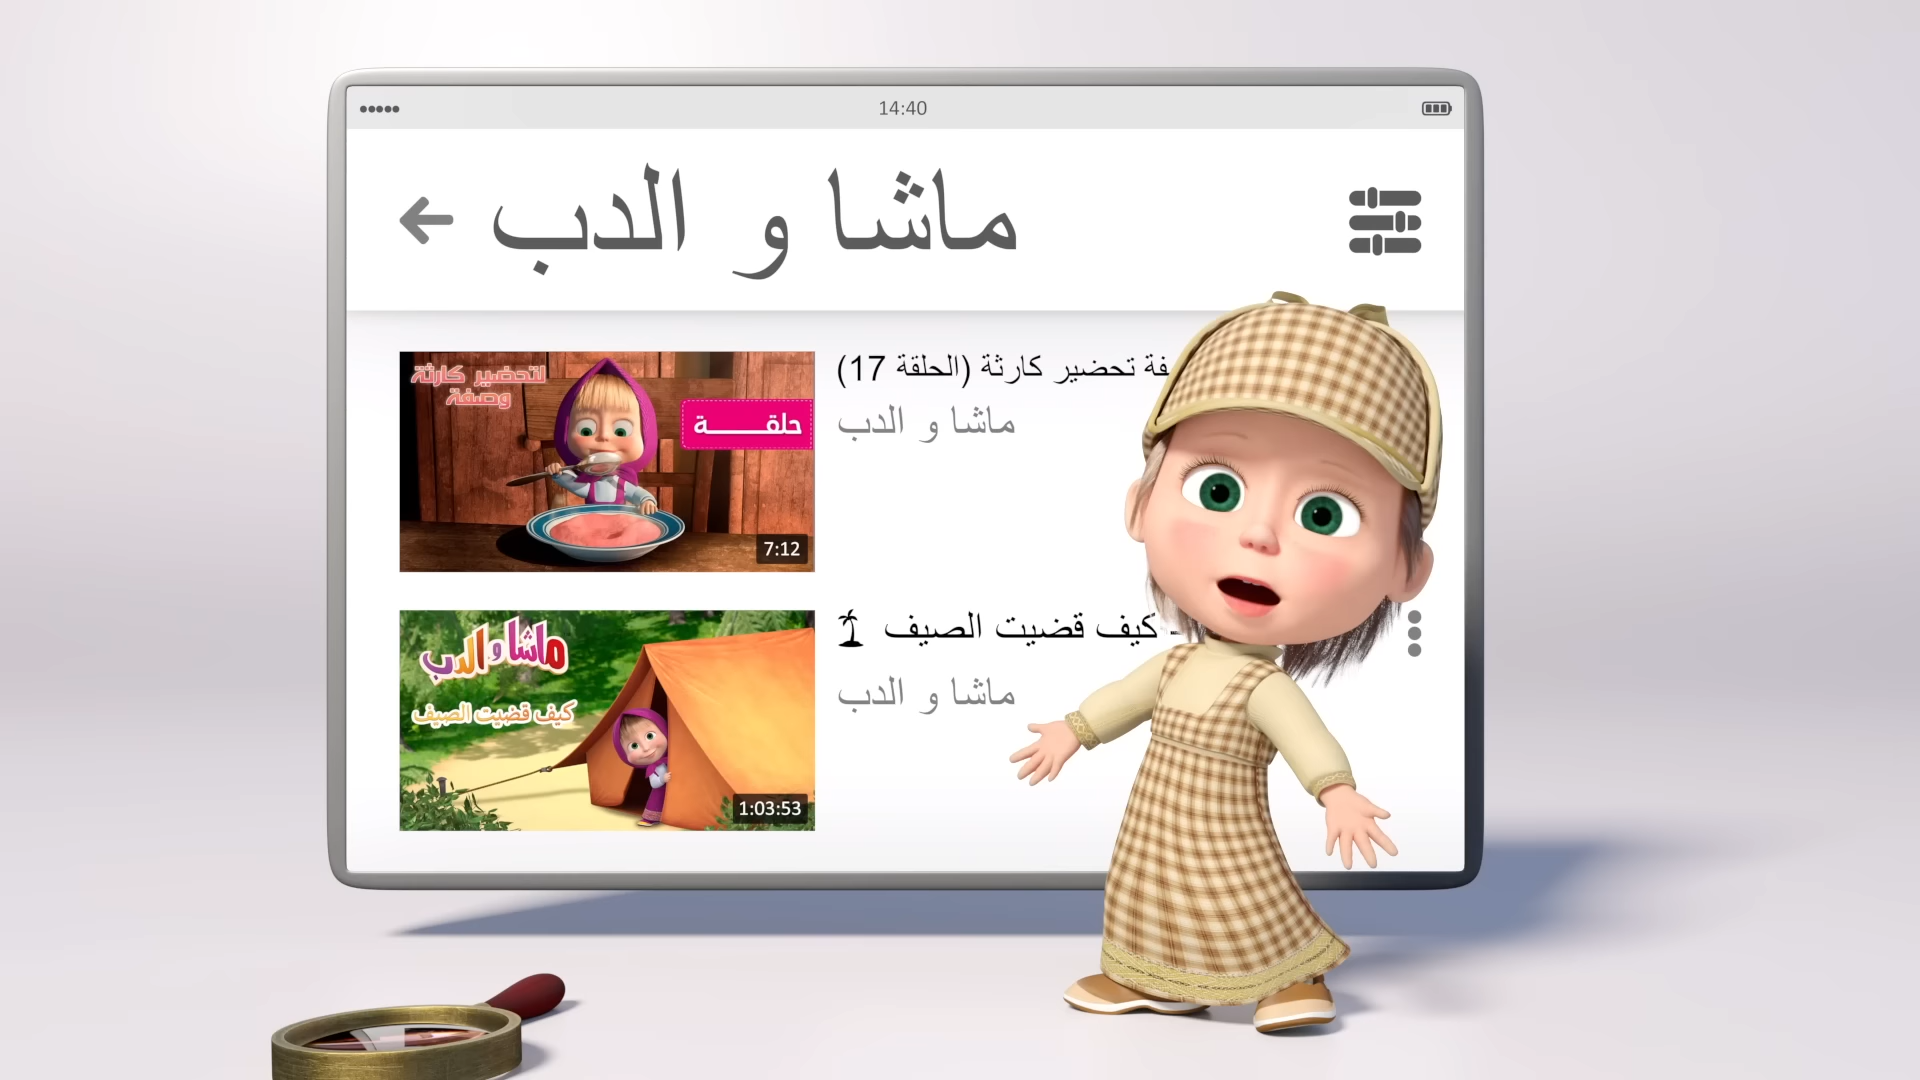 14:40
ماشا و الدب
لتحضير كارثة
وصفة
حلقة
7:12
فة تحضير كارثة (الحلقة 17)
ماشا و الدب
ماشا و الدب
كيف قضيت الصيف
1:03:53
- كيف قضيت الصيف
ماشا و الدب